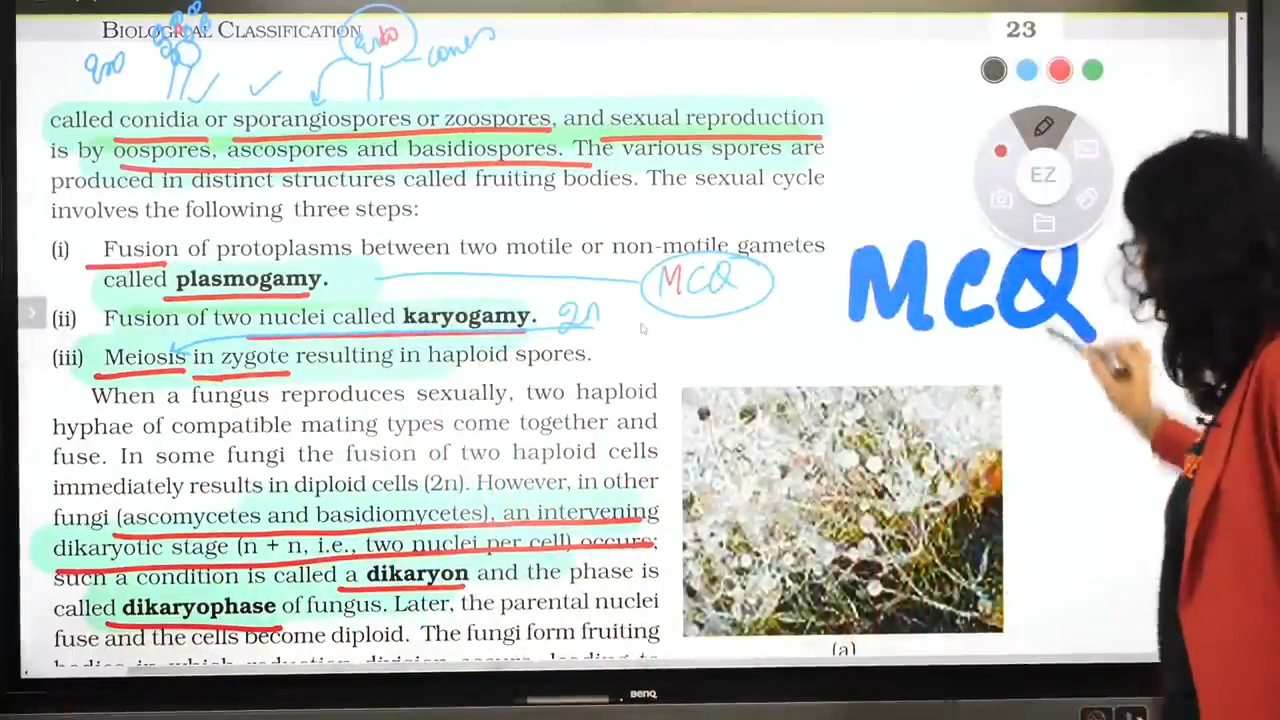 BIOLOGICAL CLASSIFICATION
23
Exo
Endo
called conidia or sporangiospores or zoospores, and sexual reproduction
is by oospores, ascospores and basidiospores. The various spores are
produced in distinct structures called fruiting bodies. The sexual cycle
involves the following three steps:
EZ
(i) Fusion of protoplasms between two motile or non-motile gametes
called plasmogamy.
MCQ
MCQ
(ii) Fusion of two nuclei called karyogamy. 2n
(iii) Meiosis in zygote resulting in haploid spores.
When a fungus reproduces sexually, two haploid
hyphae of compatible mating types come together and
fuse. In some fungi the fusion of two haploid cells
immediately results in diploid cells (2n). However, in other
fungi (ascomycetes and basidiomycetes), an intervening
dikaryotic stage (n + n, i.e., two nuclei per cell) occurs;
such a condition is called a dikaryon and the phase is
called dikaryophase of fungus. Later, the parental nuclei
fuse and the cells become diploid. The fungi form fruiting
(a)
BENQ